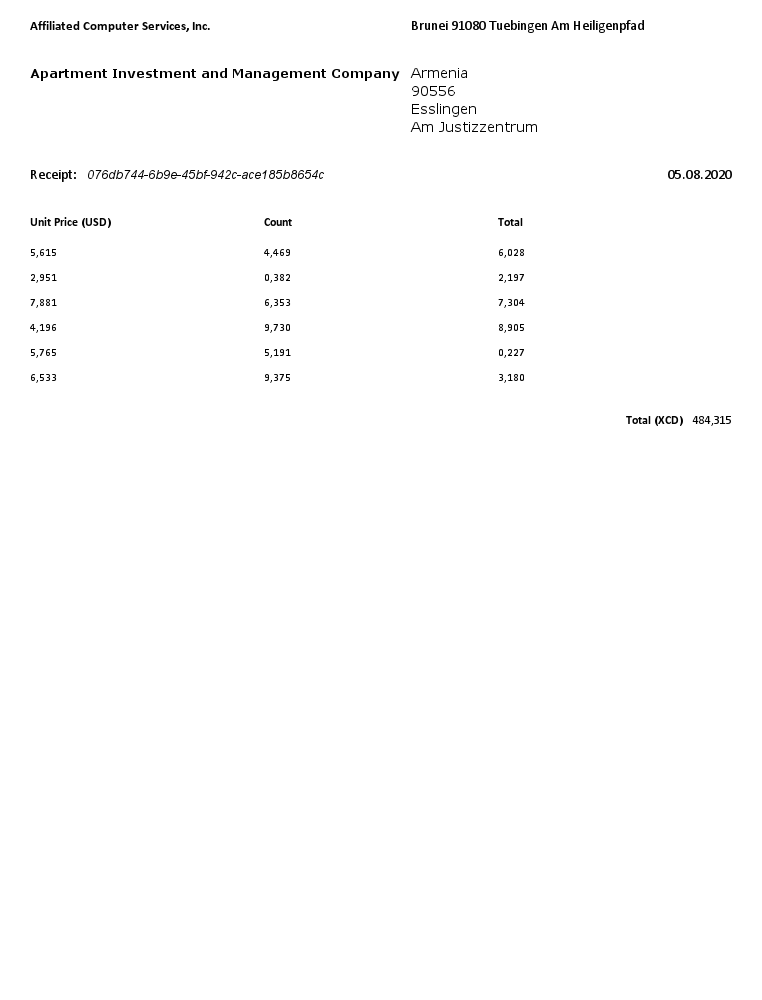 Affiliated Computer Services, Inc. Brunei 91080 Tuebingen Am Heiligenpfad
Apartment Investment and Management Company Armenia
90556
Esslingen
Am Justizzentrum
Receipt: 076db744-6b9e-45bf-942c-ace185b8654c 05.08.2020
Unit Price (USD) Count Total
5,615 4,469 6,028
2,951 0,382 2,197
7,881 6,353 7,304
4,196 9,730 8,905
5,765 5,191 0,227
6,533 9,375 3,180
Total (XCD) 484,315